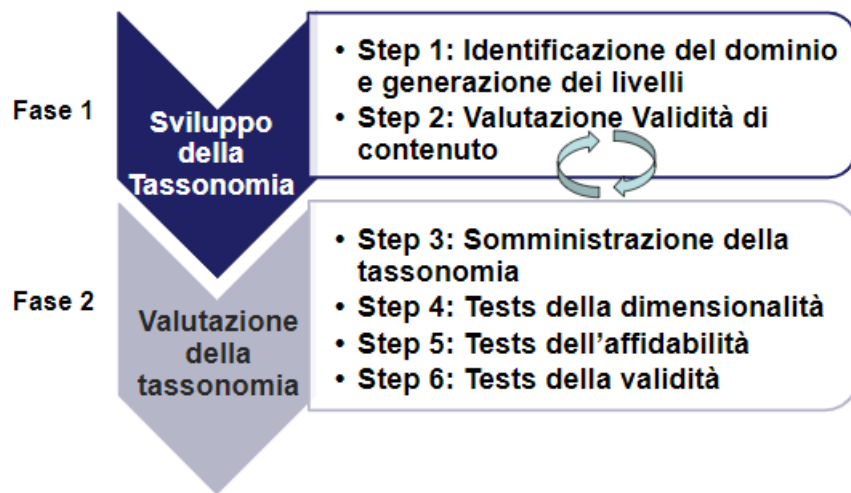 Fase 1
Sviluppo
della
Tassonomia
• Step 1: Identificazione del dominio
e generazione dei livelli
• Step 2: Valutazione Validità di
contenuto
Fase 2
Valutazione
della
tassonomia
• Step 3: Somministrazione della
tassonomia
• Step 4: Tests della dimensionalità
• Step 5: Tests dell’affidabilità
• Step 6: Tests della validità